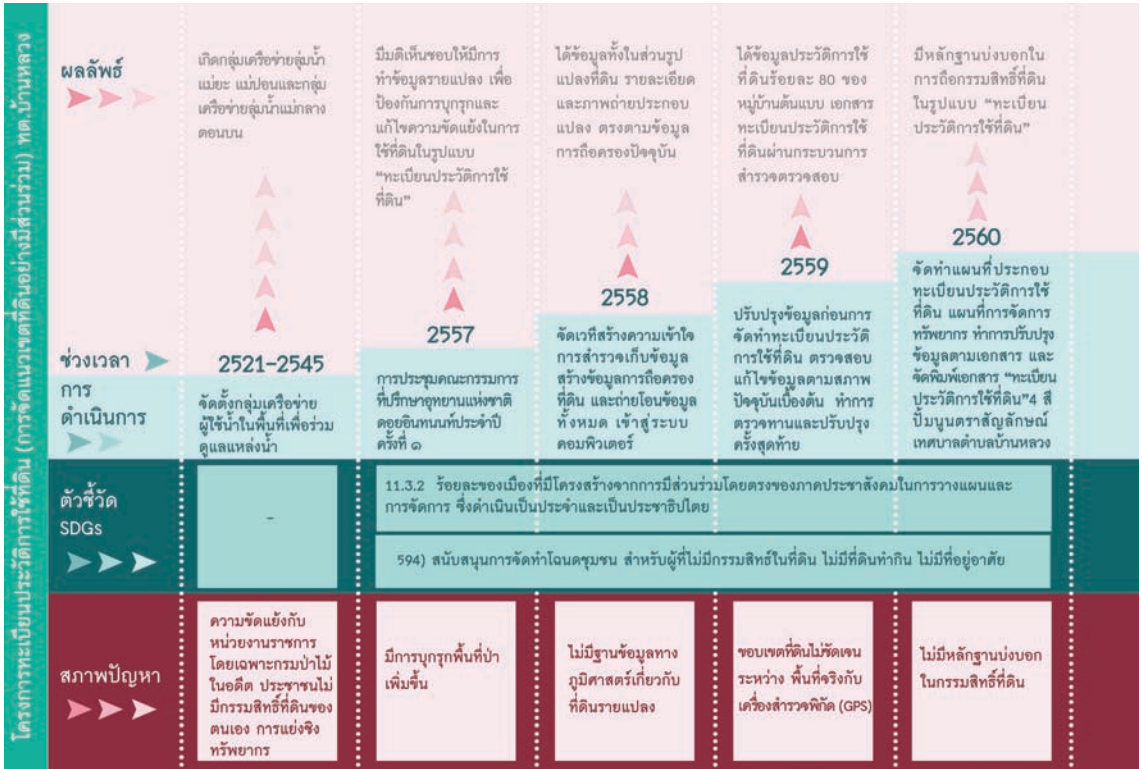 โครงการทะเบียนประวัติการใช้ที่ดิน (การจัดแนวเขตที่ดินอย่างมีส่วนร่วม) ทต.บ้านหลวง
ผลลัพธ์
เกิดกลุ่มเครือข่ายลุ่มน้ำ
แม่ยะ แม่ปอนและกลุ่ม
เครือข่ายลุ่มน้ำแม่กลาง
ตอนบน
มีมติเห็นชอบให้มีการ
ทำข้อมูลรายแปลง เพื่อ
ป้องกันการบุกรุกและ
แก้ไขความขัดแย้งในการ
ใช้ที่ดินในรูปแบบ
“ทะเบียนประวัติการใช้
ที่ดิน”
ได้ข้อมูลทั้งในส่วนรูป
แปลงที่ดิน รายละเอียด
และภาพถ่ายประกอบ
แปลง ตรงตามข้อมูล
การถือครองปัจจุบัน
ได้ข้อมูลประวัติการใช้
ที่ดินร้อยละ 80 ของ
หมู่บ้านต้นแบบ เอกสาร
ทะเบียนประวัติการใช้
ที่ดินผ่านกระบวนการ
สำรวจตรวจสอบ
มีหลักฐานบ่งบอกใน
การถือกรรมสิทธิ์ที่ดิน
ในรูปแบบ “ทะเบียน
ประวัติการใช้ที่ดิน”
ช่วงเวลา
2521-2545
2557
2558
2559
2560
การ
ดำเนินการ
จัดตั้งกลุ่มเครือข่าย
ผู้ใช้น้ำในพื้นที่เพื่อร่วม
ดูแลแหล่งน้ำ
การประชุมคณะกรรมการ
ที่ปรึกษาอุทยานแห่งชาติ
ดอยอินทนนท์ประจำปี
ครั้งที่ ๑
จัดเวทีสร้างความเข้าใจ
การสำรวจเก็บข้อมูล
สร้างข้อมูลการถือครอง
ที่ดิน และถ่ายโอนข้อมูล
ทั้งหมด เข้าสู่ระบบ
คอมพิวเตอร์
ปรับปรุงข้อมูลก่อนการ
จัดทำทะเบียนประวัติ
การใช้ที่ดิน ตรวจสอบ
แก้ไขข้อมูลตามสภาพ
ปัจจุบันเบื้องต้น ทำการ
ตรวจทานและปรับปรุง
ครั้งสุดท้าย
จัดทำแผนที่ประกอบ
ทะเบียนประวัติการใช้
ที่ดิน แผนที่การจัดการ
ทรัพยากร ทำการปรับปรุง
ข้อมูลตามเอกสาร และ
จัดพิมพ์เอกสาร “ทะเบียน
ประวัติการใช้ที่ดิน”4 สี
ปั๊มนูนตราสัญลักษณ์
เทศบาลตำบลบ้านหลวง
ตัวชี้วัด
SDGs
-
11.3.2 ร้อยละของเมืองที่มีโครงสร้างจากการมีส่วนร่วมโดยตรงของภาคประชาสังคมในการวางแผนและ
การจัดการ ซึ่งดำเนินเป็นประจำและเป็นประชาธิปไตย
594) สนับสนุนการจัดทำโฉนดชุมชน สำหรับผู้ที่ไม่มีกรรมสิทธิ์ในที่ดิน ไม่มีที่ดินทำกิน ไม่มีที่อยู่อาศัย
สภาพปัญหา
ความขัดแย้งกับ
หน่วยงานราชการ
โดยเฉพาะกรมป่าไม้
ในอดีต ประชาชนไม่
มีกรรมสิทธิ์ที่ดินของ
ตนเอง การแย่งชิง
ทรัพยากร
มีการบุกรุกพื้นที่ป่า
เพิ่มขึ้น
ไม่มีฐานข้อมูลทาง
ภูมิศาสตร์เกี่ยวกับ
ที่ดินรายแปลง
ขอบเขตที่ดินไม่ชัดเจน
ระหว่าง พื้นที่จริงกับ
เครื่องสำรวจพิกัด (GPS)
ไม่มีหลักฐานบ่งบอก
ในกรรมสิทธิ์ที่ดิน